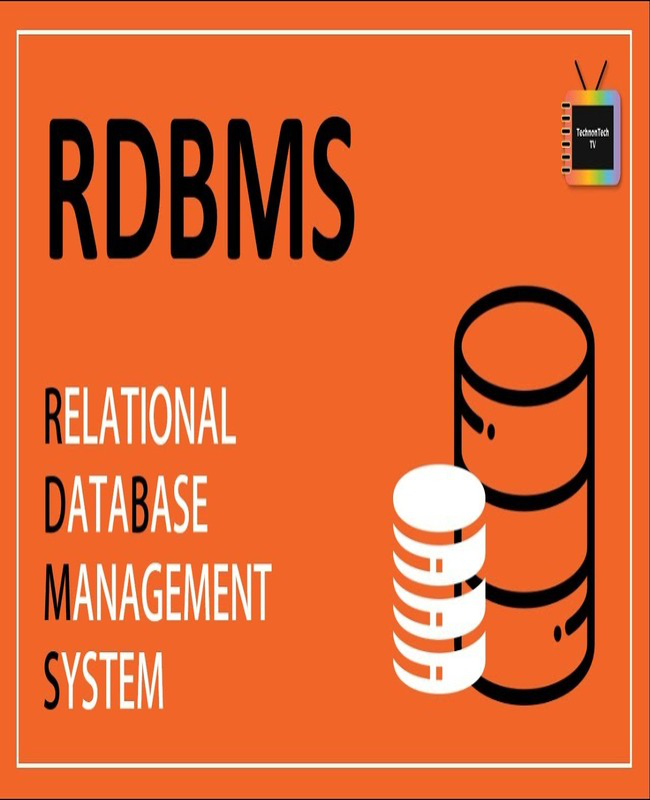 TechnonTech
TV
RDBMS
RELATIONAL
DATABASE
MANAGEMENT
SYSTEM